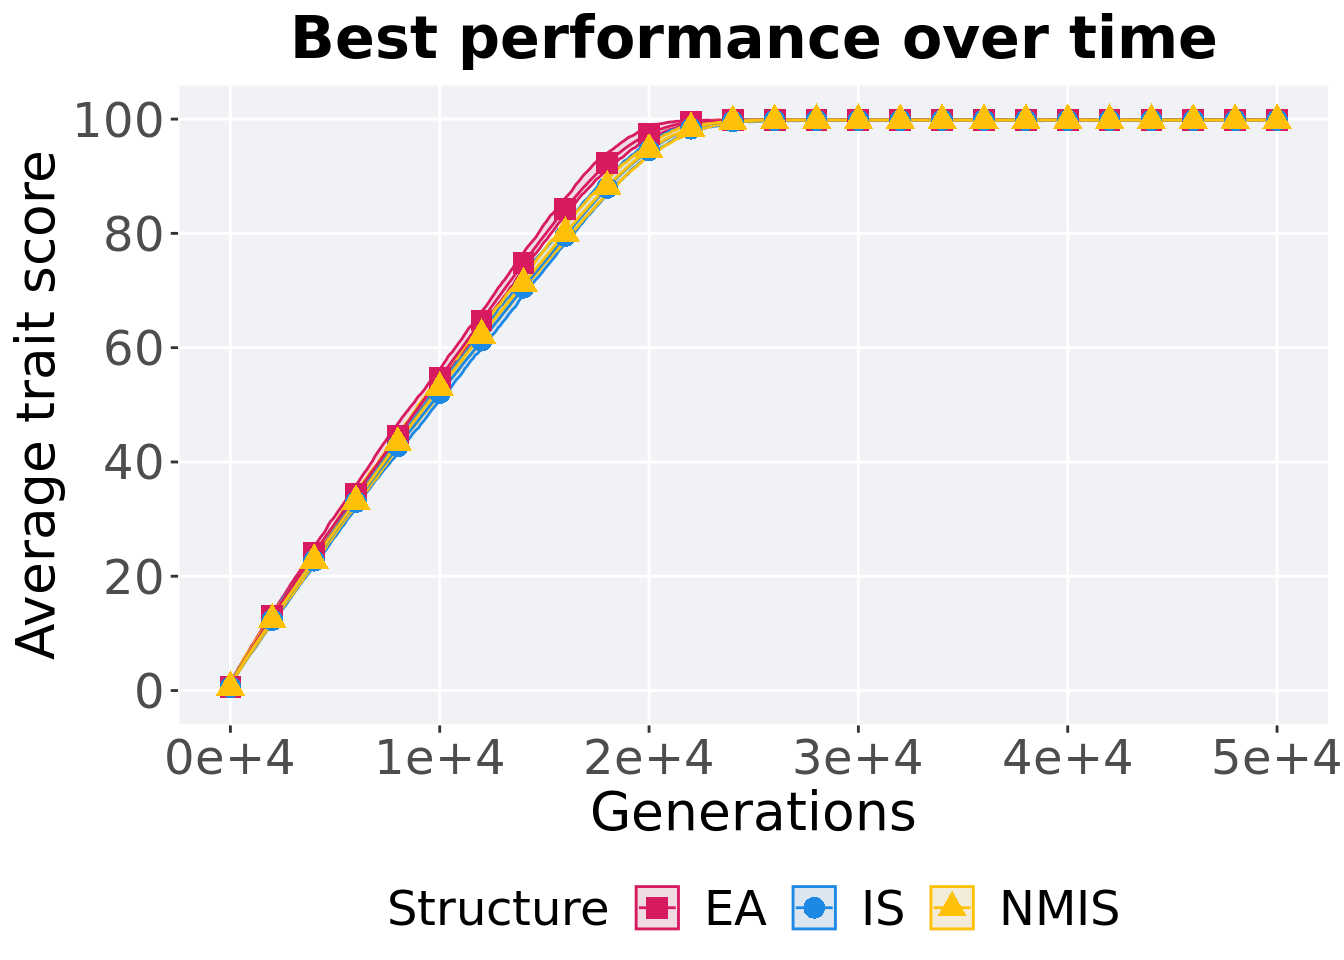 Best performance over time
Average trait score
100
80
60
40
20
0
0e+4 1e+4 2e+4 3e+4 4e+4 5e+4
Generations
Structure EA IS NMIS